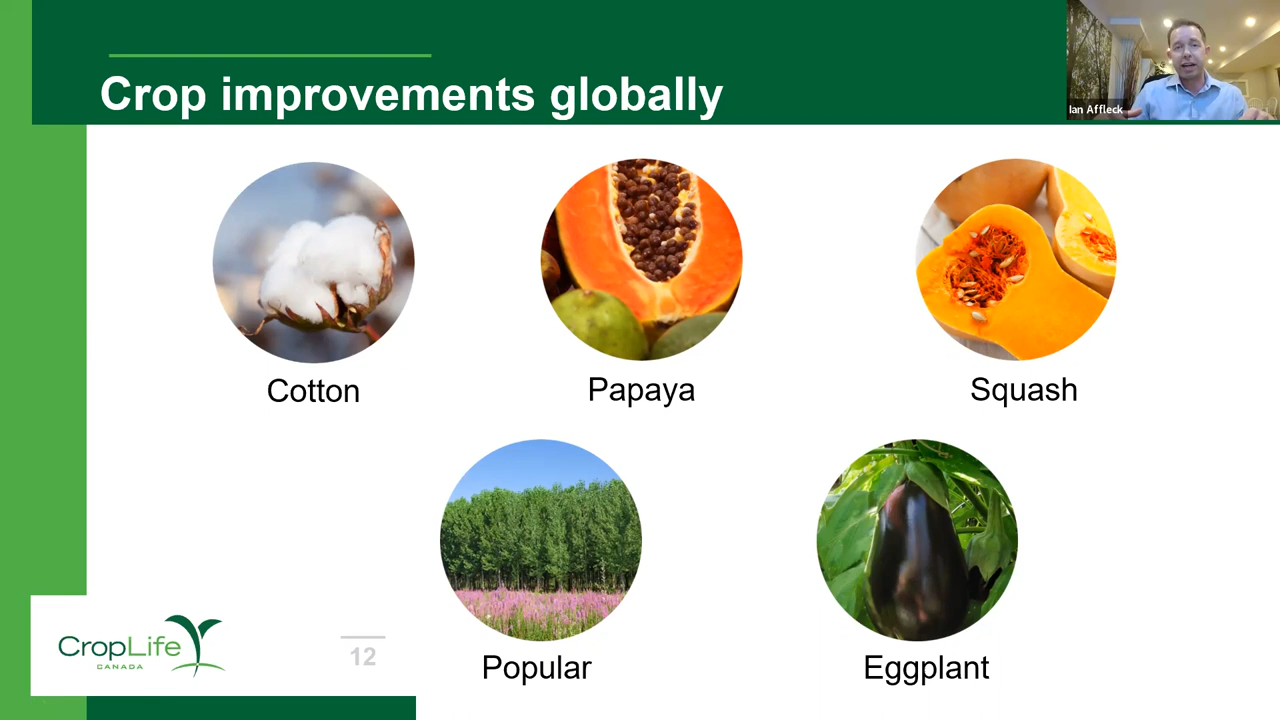 Crop improvements globally
Ian Affleck
Cotton
Papaya
Squash
Popular
Eggplant
CropLife
CANADA
12